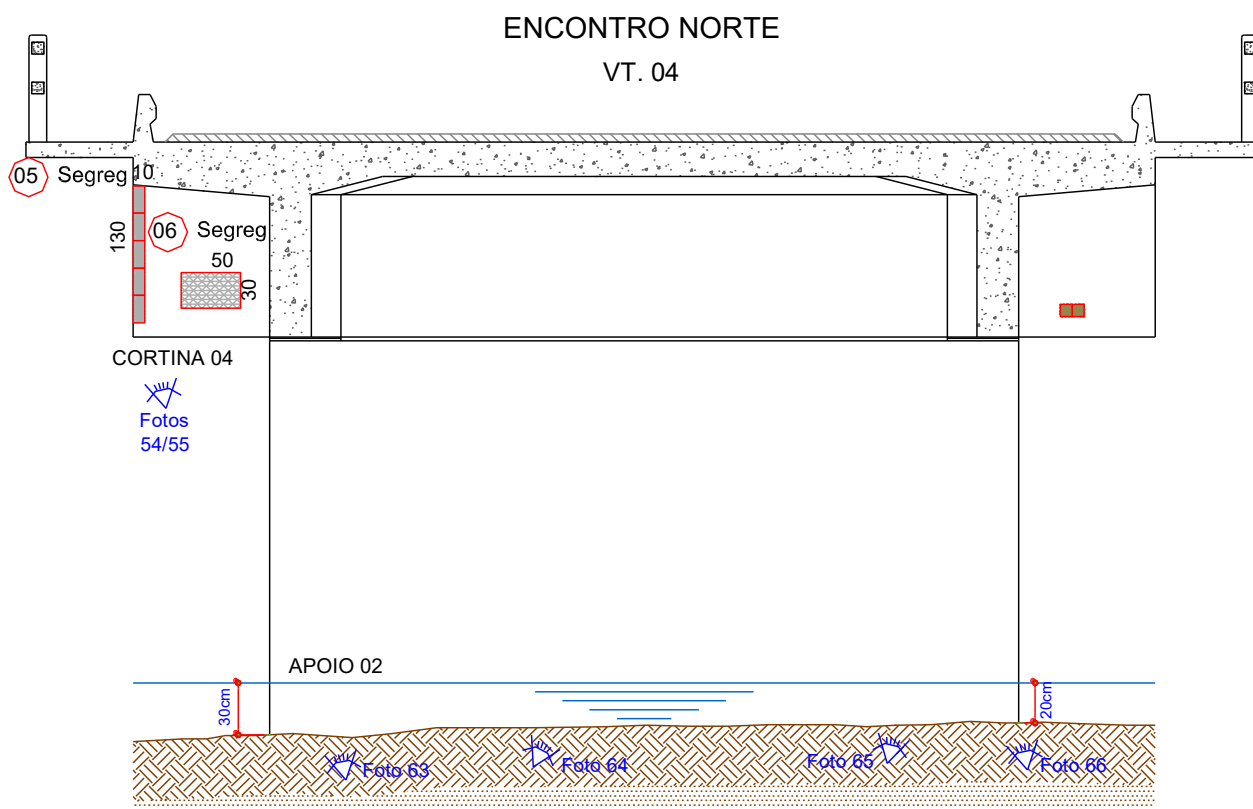 ENCONTRO NORTE
VT. 04
05 Segreg 10
130
06 Segreg
50
30
CORTINA 04
Fotos
54/55
APOIO 02
30cm
20cm
Foto 63
Foto 64
Foto 65
Foto 66